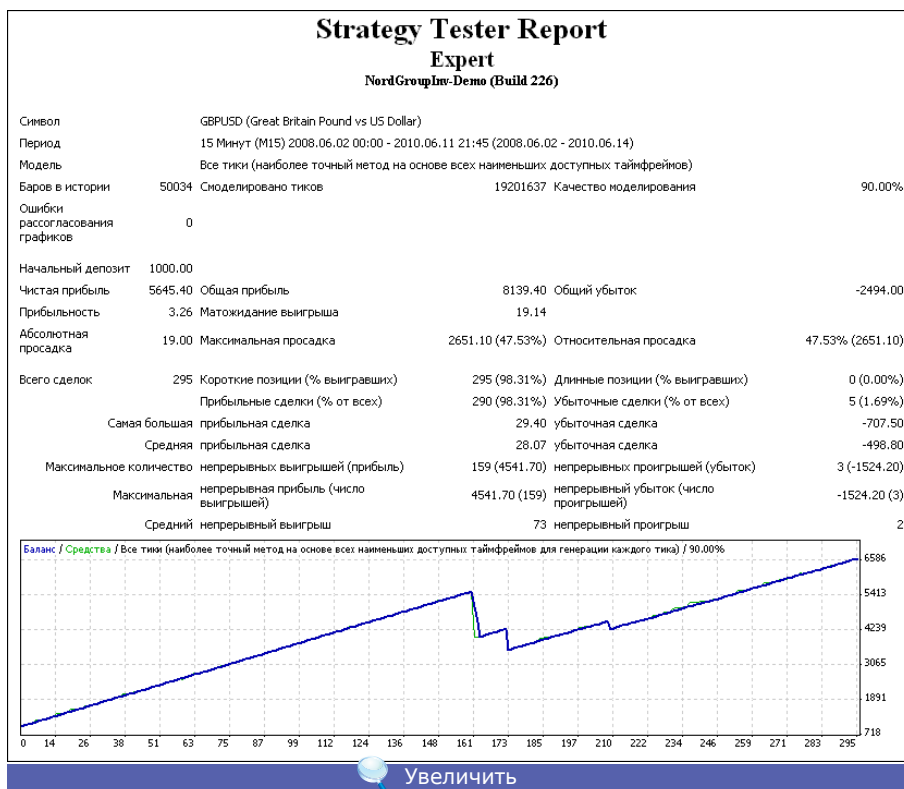 Strategy Tester Report
Expert
NordGroupInv-Demo (Build 226)
Символ GBPUSD (Great Britain Pound vs US Dollar)
Период 15 Минут (M15) 2008.06.02 00:00 - 2010.06.11 21:45 (2008.06.02 - 2010.06.14)
Модель Все тики (наиболее точный метод на основе всех наименьших доступных таймфреймов)
Баров в истории 50034 Смоделировано тиков 19201637 Качество моделирования 90.00%
Ошибки
рассогласования 0
графиков
Начальный депозит 1000.00
Чистая прибыль 5645.40 Общая прибыль 8139.40 Общий убыток -2494.00
Прибыльность 3.26 Матожидание выигрыша 19.14
Абсолютная
просадка 19.00 Максимальная просадка 2651.10 (47.53%) Относительная просадка 47.53% (2651.10)
Всего сделок 295 Короткие позиции (% выигравших) 295 (98.31%) Длинные позиции (% выигравших) 0 (0.00%)
Прибыльные сделки (% от всех) 290 (98.31%) Убыточные сделки (% от всех) 5 (1.69%)
Самая большая прибыльная сделка 29.40 убыточная сделка -707.50
Средняя прибыльная сделка 28.07 убыточная сделка -498.80
Максимальное количество непрерывных выигрышей (прибыль) 159 (4541.70) непрерывных проигрышей (убыток) 3 (-1524.20)
Максимальная непрерывная прибыль (число выигрышей) 4541.70 (159) непрерывный убыток (число проигрышей) -1524.20 (3)
Средний непрерывный выигрыш 73 непрерывный проигрыш 2
Баланс / Средства / Все тики (наиболее точный метод на основе всех наименьших доступных таймфреймов для генерации каждого тика) / 90.00%
6586
5413
4239
3065
1891
718
0 14 26 38 51 63 75 87 99 112 124 136 148 161 173 185 197 210 222 234 246 259 271 283 295
Увеличить